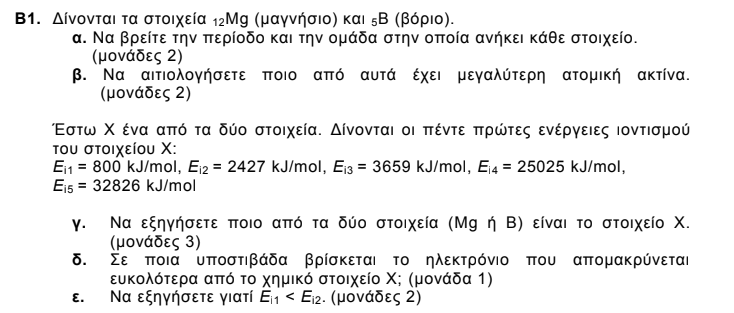 B1. Δίνονται τα στοιχεία ₁₂Mg (μαγνήσιο) και ₅B (βόριο).
α. Να βρείτε την περίοδο και την ομάδα στην οποία ανήκει κάθε στοιχείο.
(μονάδες 2)
β. Να αιτιολογήσετε ποιο από αυτά έχει μεγαλύτερη ατομική ακτίνα.
(μονάδες 2)
Έστω X ένα από τα δύο στοιχεία. Δίνονται οι πέντε πρώτες ενέργειες ιοντισμού
του στοιχείου X:
Eᵢ₁ = 800 kJ/mol, Eᵢ₂ = 2427 kJ/mol, Eᵢ₃ = 3659 kJ/mol, Eᵢ₄ = 25025 kJ/mol,
Eᵢ₅ = 32826 kJ/mol
γ. Να εξηγήσετε ποιο από τα δύο στοιχεία (Mg ή B) είναι το στοιχείο X.
(μονάδες 3)
δ. Σε ποια υποστιβάδα βρίσκεται το ηλεκτρόνιο που απομακρύνεται
ευκολότερα από το χημικό στοιχείο X; (μονάδα 1)
ε. Να εξηγήσετε γιατί Eᵢ₁ < Eᵢ₂. (μονάδες 2)